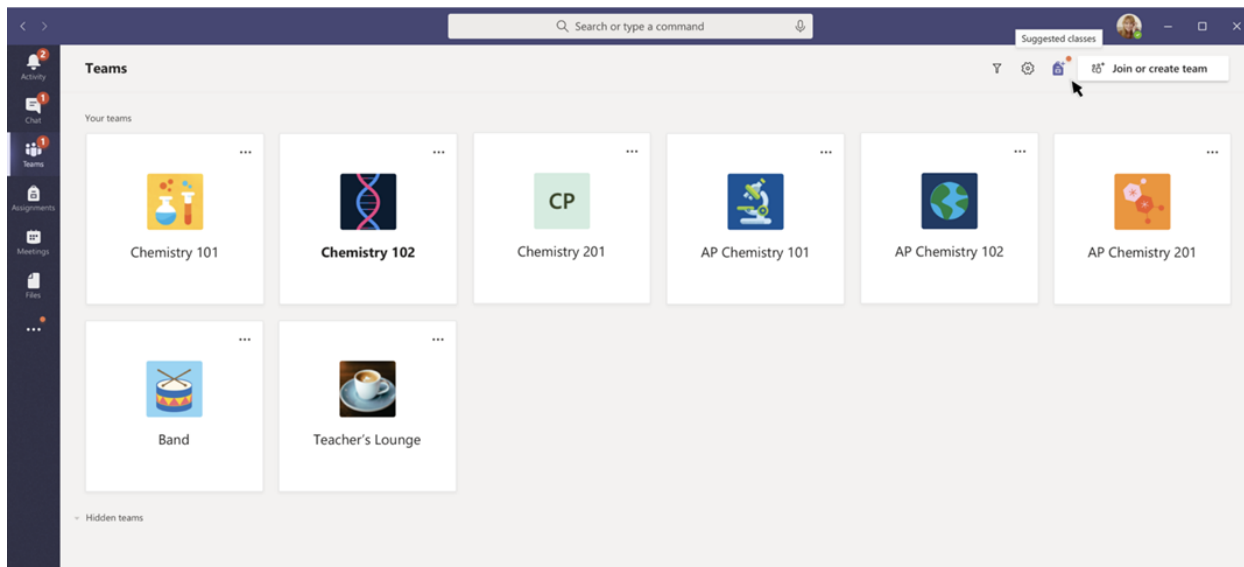 Search or type a command
Suggested classes
2
Activity
1
Chat
1
Teams
Assignments
Meetings
Files
Teams
Join or create team
Your teams
Chemistry 101
Chemistry 102
CP
Chemistry 201
AP Chemistry 101
AP Chemistry 102
AP Chemistry 201
Band
Teacher's Lounge
Hidden teams